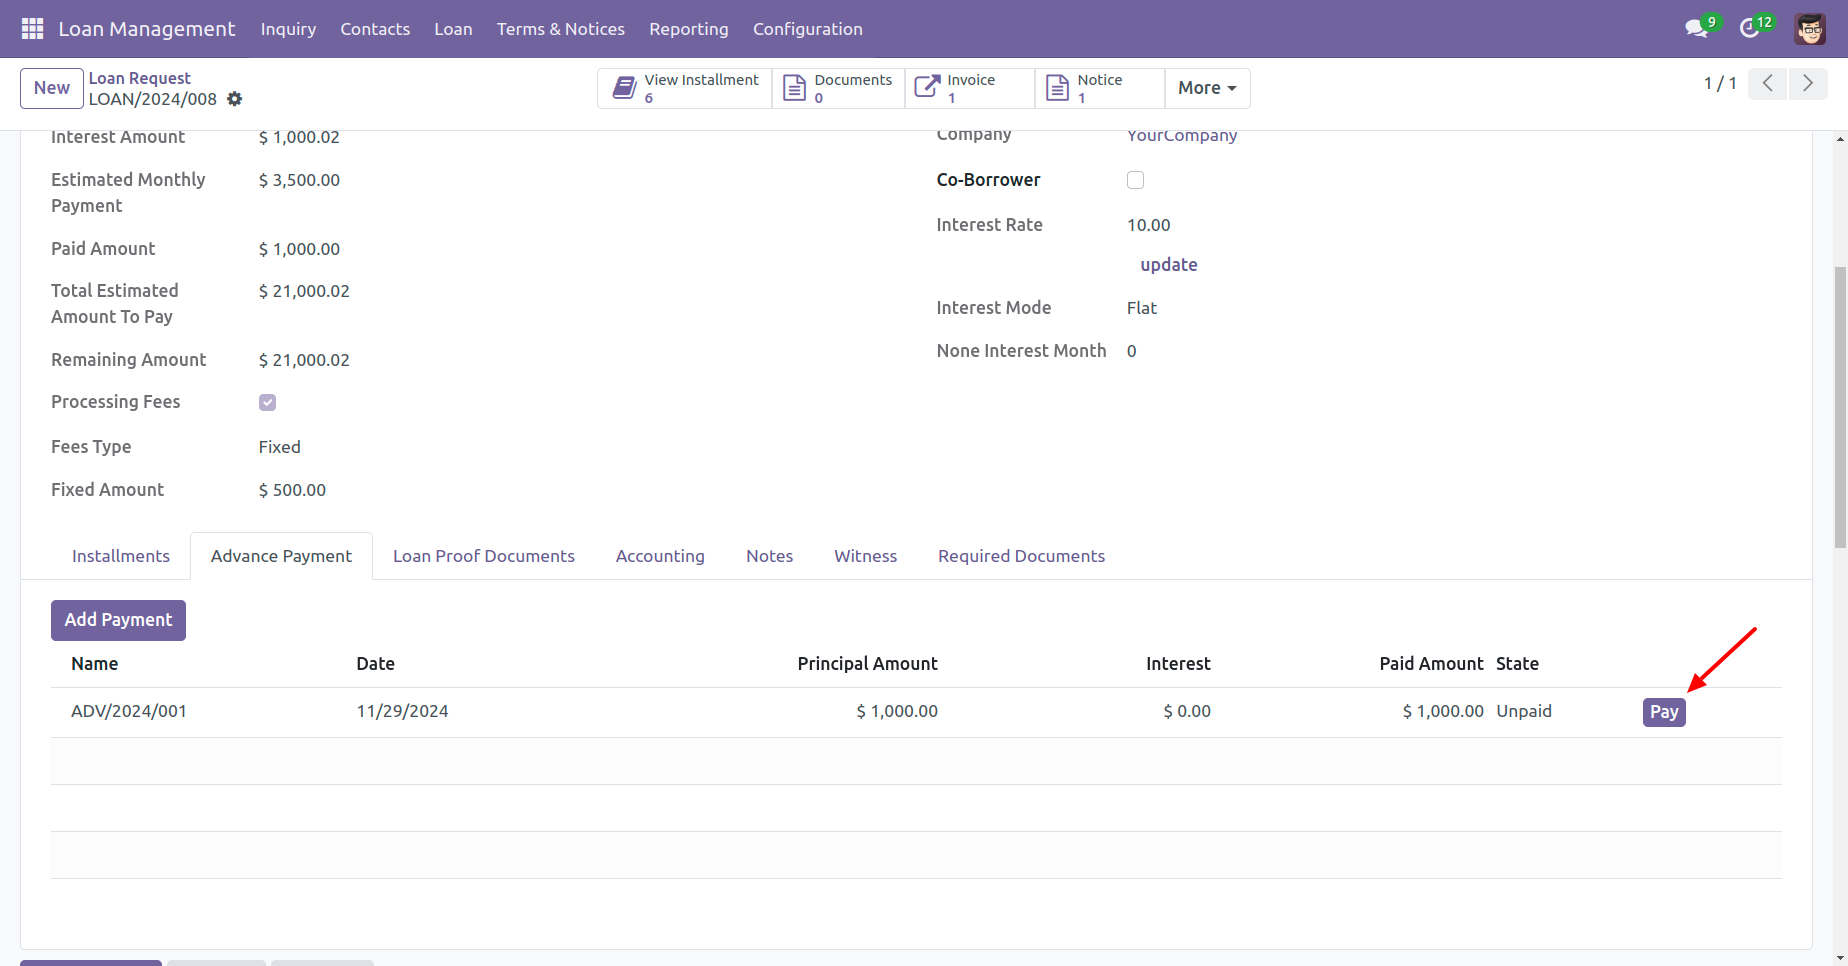 Loan Management Inquiry Contacts Loan Terms & Notices Reporting Configuration 9 12
New
Loan Request
LOAN/2024/008
View Installment
6
Documents
0
Invoice
1
Notice
1
More
1 / 1
Interest Amount $ 1,000.02
Estimated Monthly
Payment
$ 3,500.00
Paid Amount $ 1,000.00
Total Estimated
Amount To Pay
$ 21,000.02
Remaining Amount $ 21,000.02
Processing Fees
Fees Type Fixed
Fixed Amount $ 500.00
Company YourCompany
Co-Borrower
Interest Rate 10.00
update
Interest Mode Flat
None Interest Month 0
Installments Advance Payment Loan Proof Documents Accounting Notes Witness Required Documents
Add Payment
Name Date Principal Amount Interest Paid Amount State
ADV/2024/001 11/29/2024 $ 1,000.00 $ 0.00 $ 1,000.00 Unpaid Pay